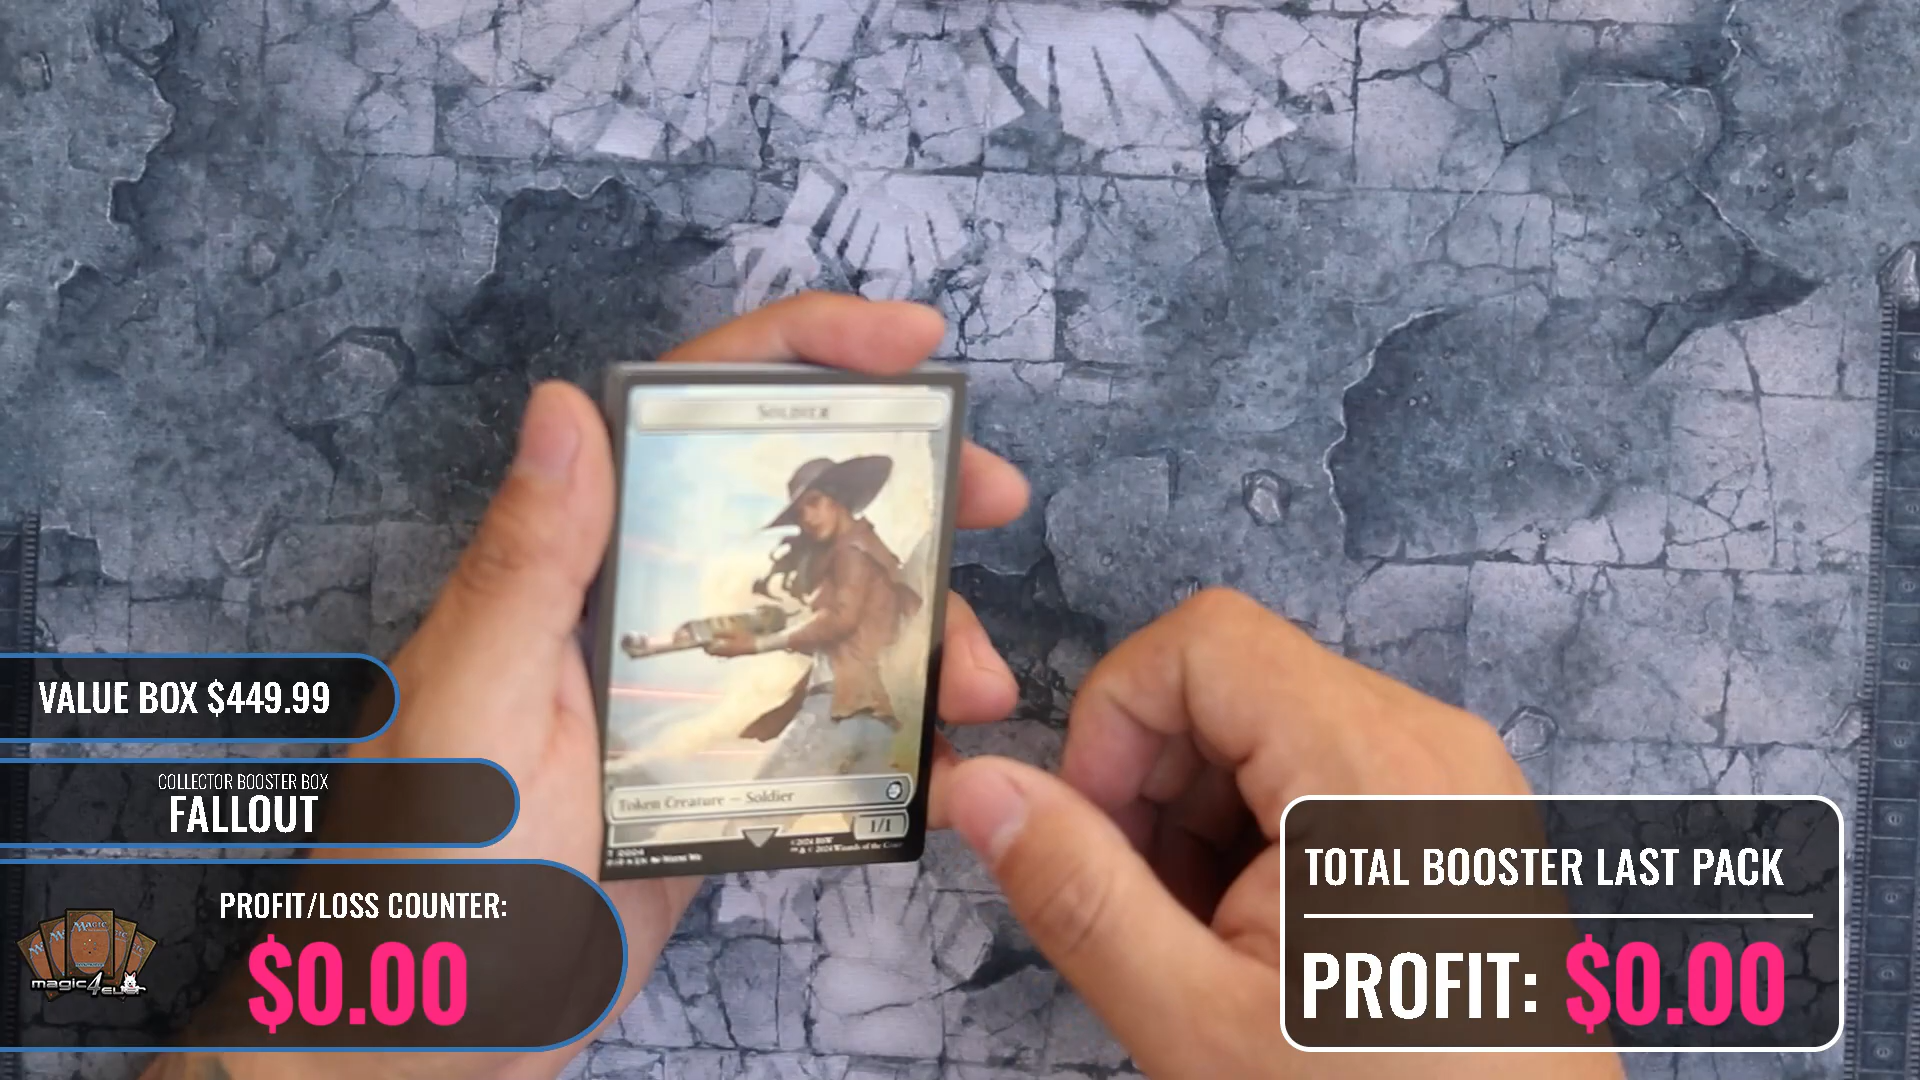 SOLDIER
Token Creature — Soldier
1/1
VALUE BOX $449.99
COLLECTOR BOOSTER BOX
FALLOUT
PROFIT/LOSS COUNTER:
$0.00
magic4ever
TOTAL BOOSTER LAST PACK
PROFIT: $0.00